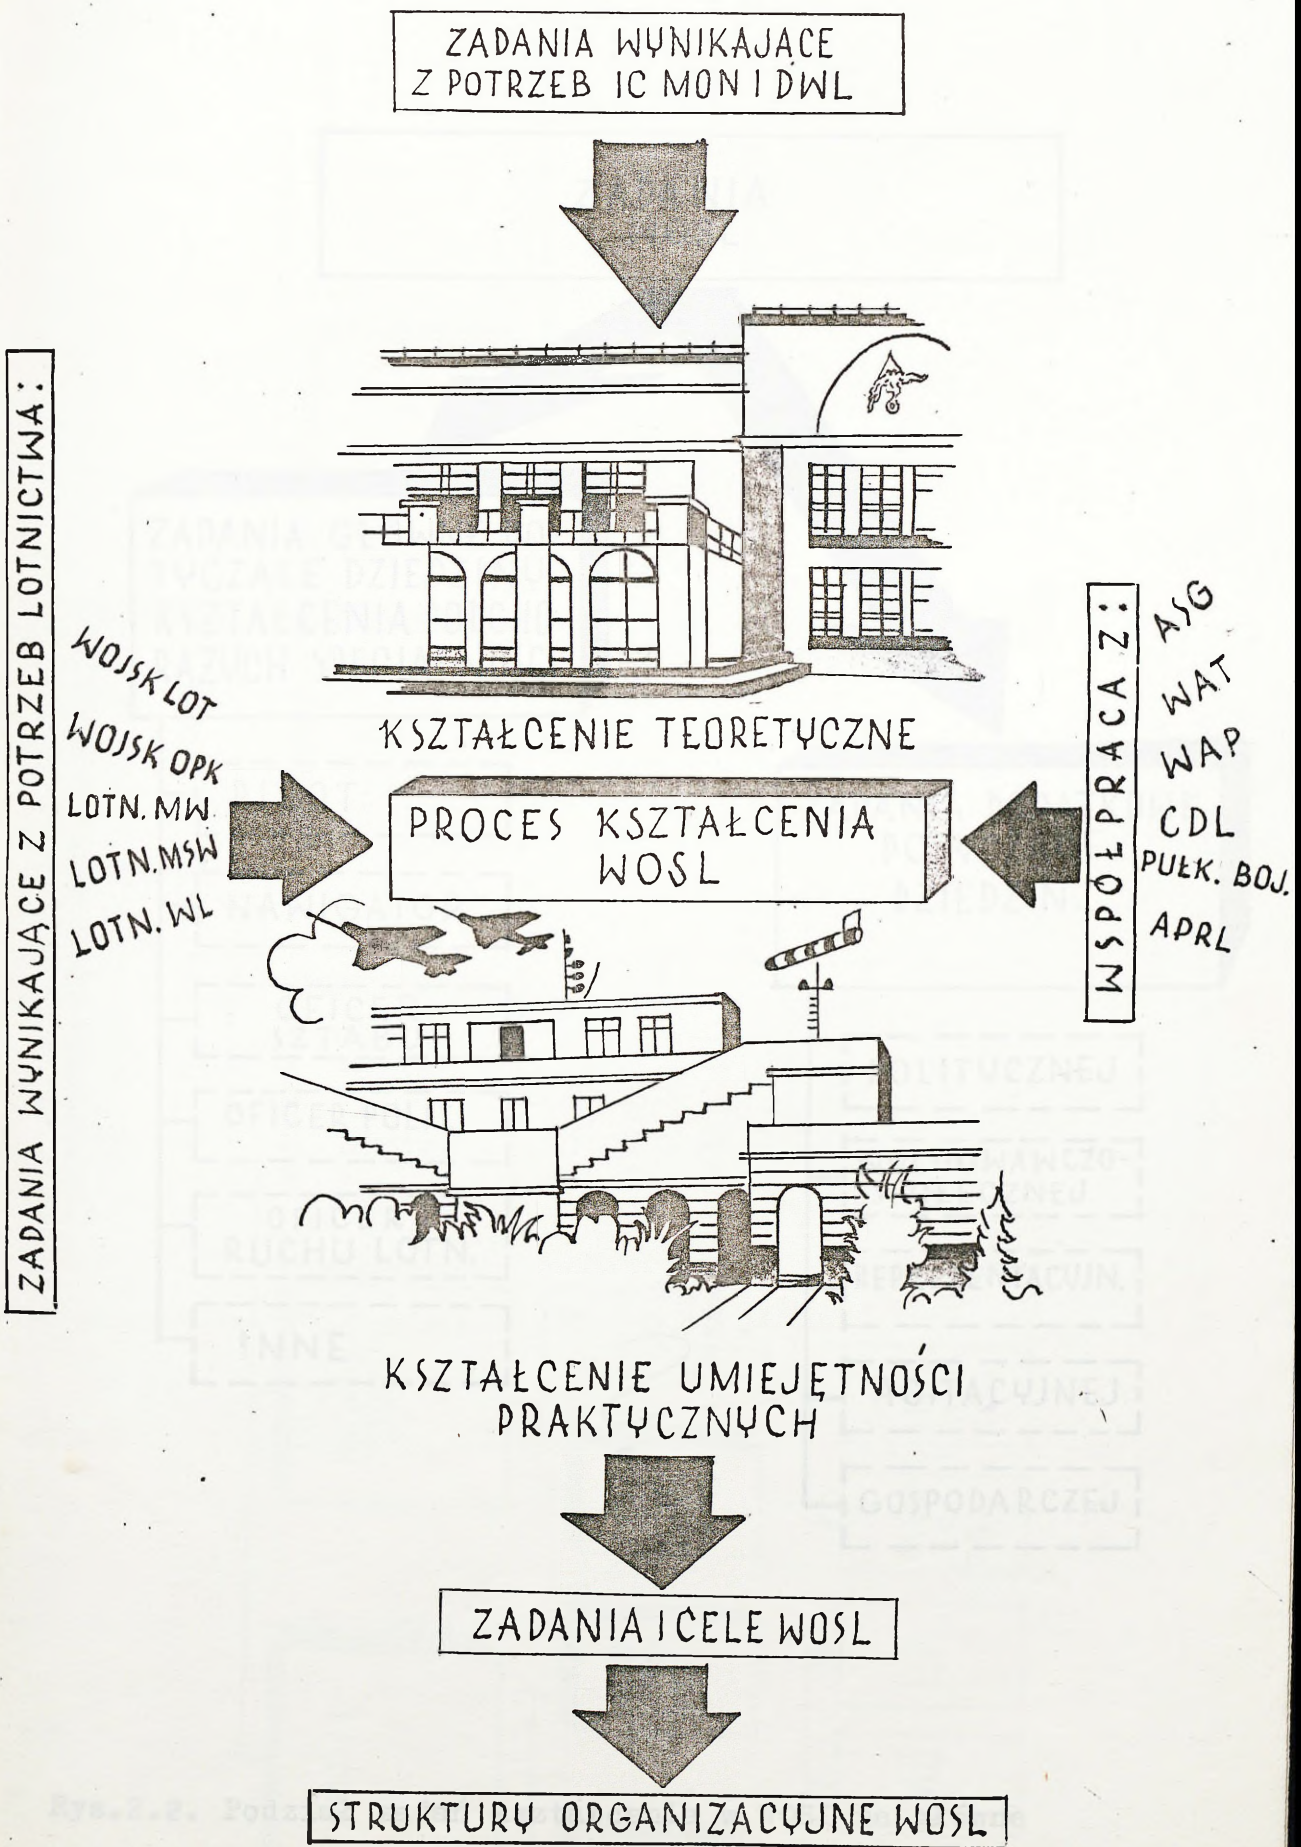 ZADANIA WYNIKAJĄCE
Z POTRZEB IC MON I DWL
ZADANIA WYNIKAJĄCE Z POTRZEB LOTNICTWA:
WOJSK LOT
WOJSK OPK
LOTN. MW
LOTN. MSW
LOTN. WL
KSZTAŁCENIE TEORETYCZNE
PROCES KSZTAŁCENIA
WOSL
WSPÓŁPRACA Z:
ASG
WAT
WAP
CDL
PUŁK. BOJ.
APRL
KSZTAŁCENIE UMIEJĘTNOŚCI
PRAKTYCZNYCH
ZADANIA I CELE WOSL
STRUKTURY ORGANIZACYJNE WOSL